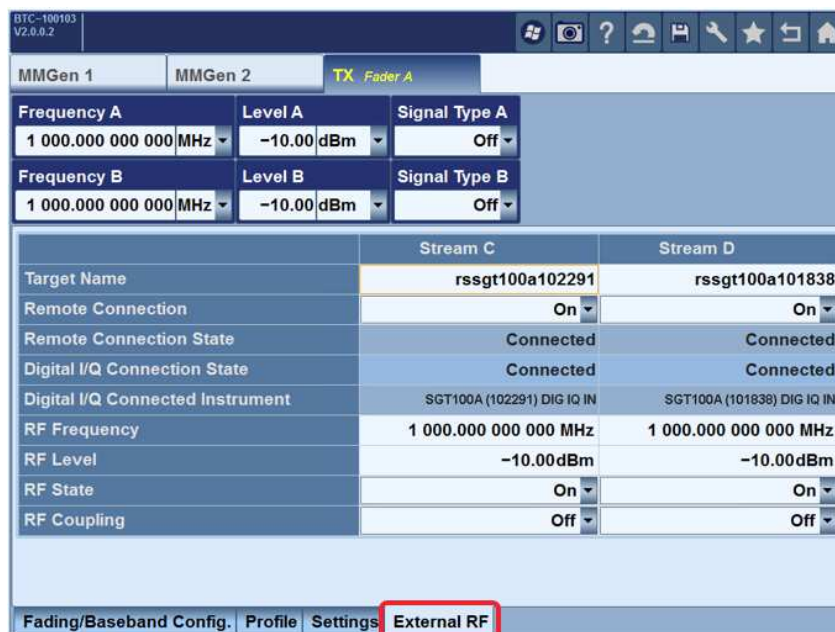 BTC-100103
V2.0.0.2
?
MMGen 1 MMGen 2 TX Fader A
Frequency A Level A Signal Type A
1 000.000 000 000 MHz -10.00 dBm Off
Frequency B Level B Signal Type B
1 000.000 000 000 MHz -10.00 dBm Off
Stream C Stream D
Target Name rssgt100a102291 rssgt100a101838
Remote Connection On On
Remote Connection State Connected Connected
Digital I/Q Connection State Connected Connected
Digital I/Q Connected Instrument SGT100A (102291) DIG IQ IN SGT100A (101838) DIG IQ IN
RF Frequency 1 000.000 000 000 MHz 1 000.000 000 000 MHz
RF Level -10.00dBm -10.00dBm
RF State On On
RF Coupling Off Off
Fading/Baseband Config. Profile Settings External RF